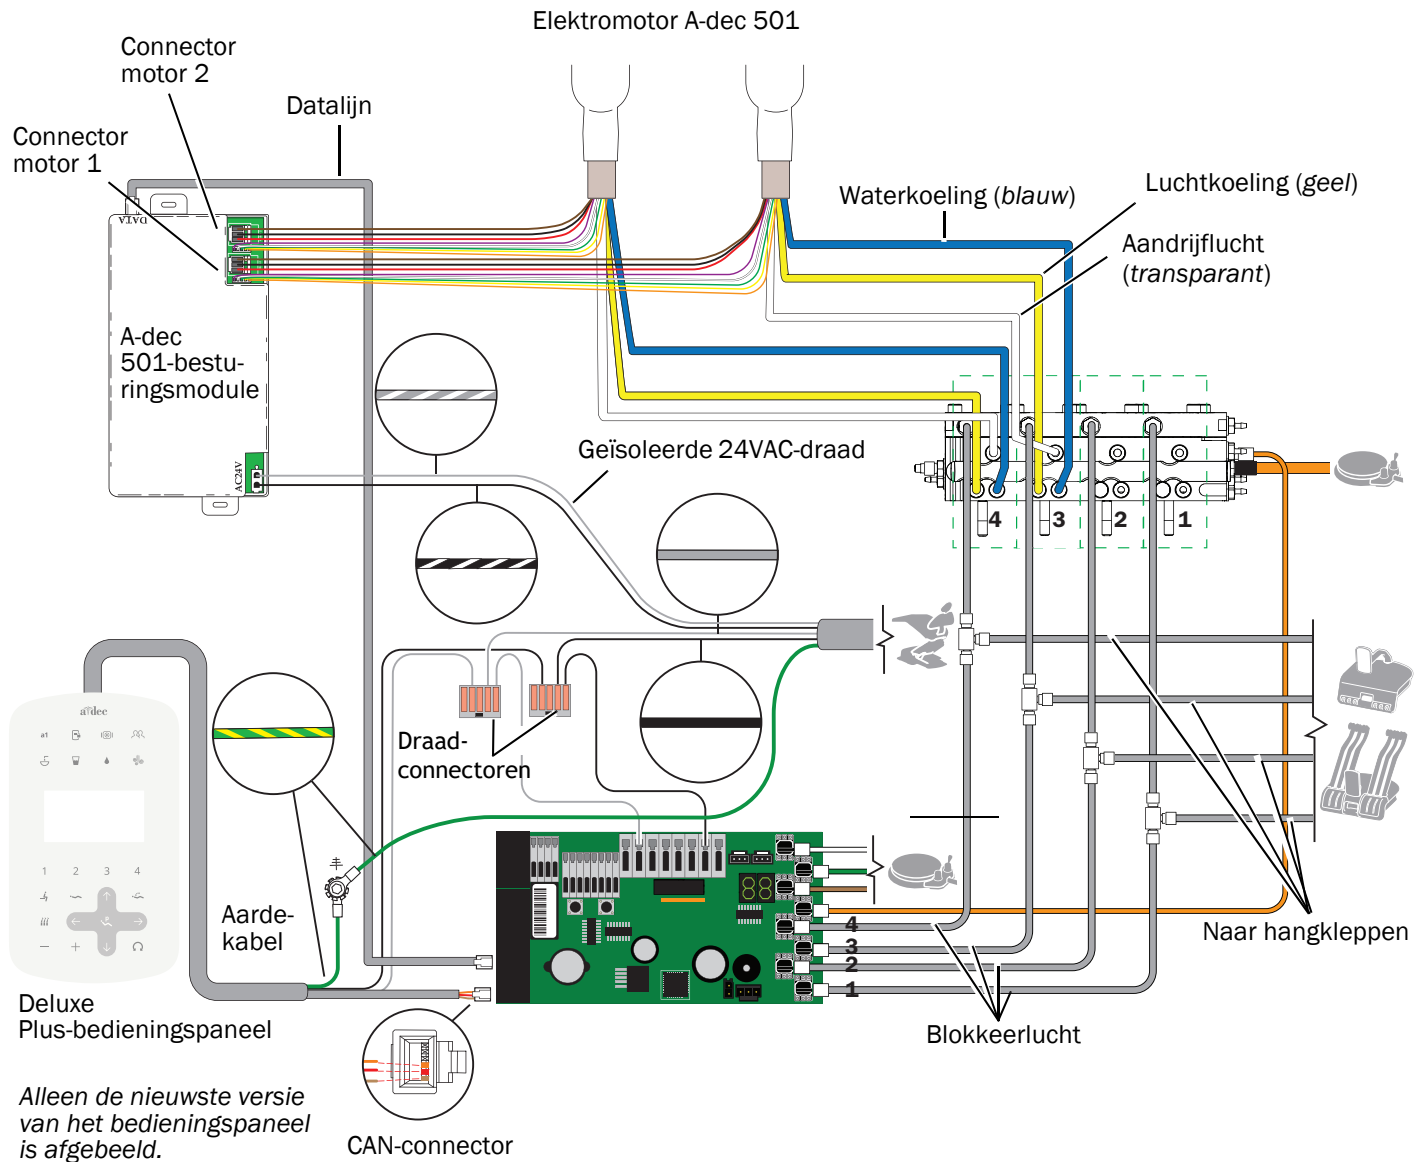 Elektromotor A-dec 501
Connector
motor 2
Datalijn
Connector
motor 1
Waterkoeling (blauw)
Luchtkoeling (geel)
Aandrijflucht
(transparant)
DATA
A-dec
501-bestu-
ringsmodule
AC24V
Geïsoleerde 24VAC-draad
4
3
2
1
a-dec
a1
Draad-
connectoren
1 2 3 4
Aarde-
kabel
4
3
2
1
Naar hangkleppen
Deluxe
Plus-bedieningspaneel
Blokkeerlucht
Alleen de nieuwste versie
van het bedieningspaneel
is afgebeeld.
CAN-connector